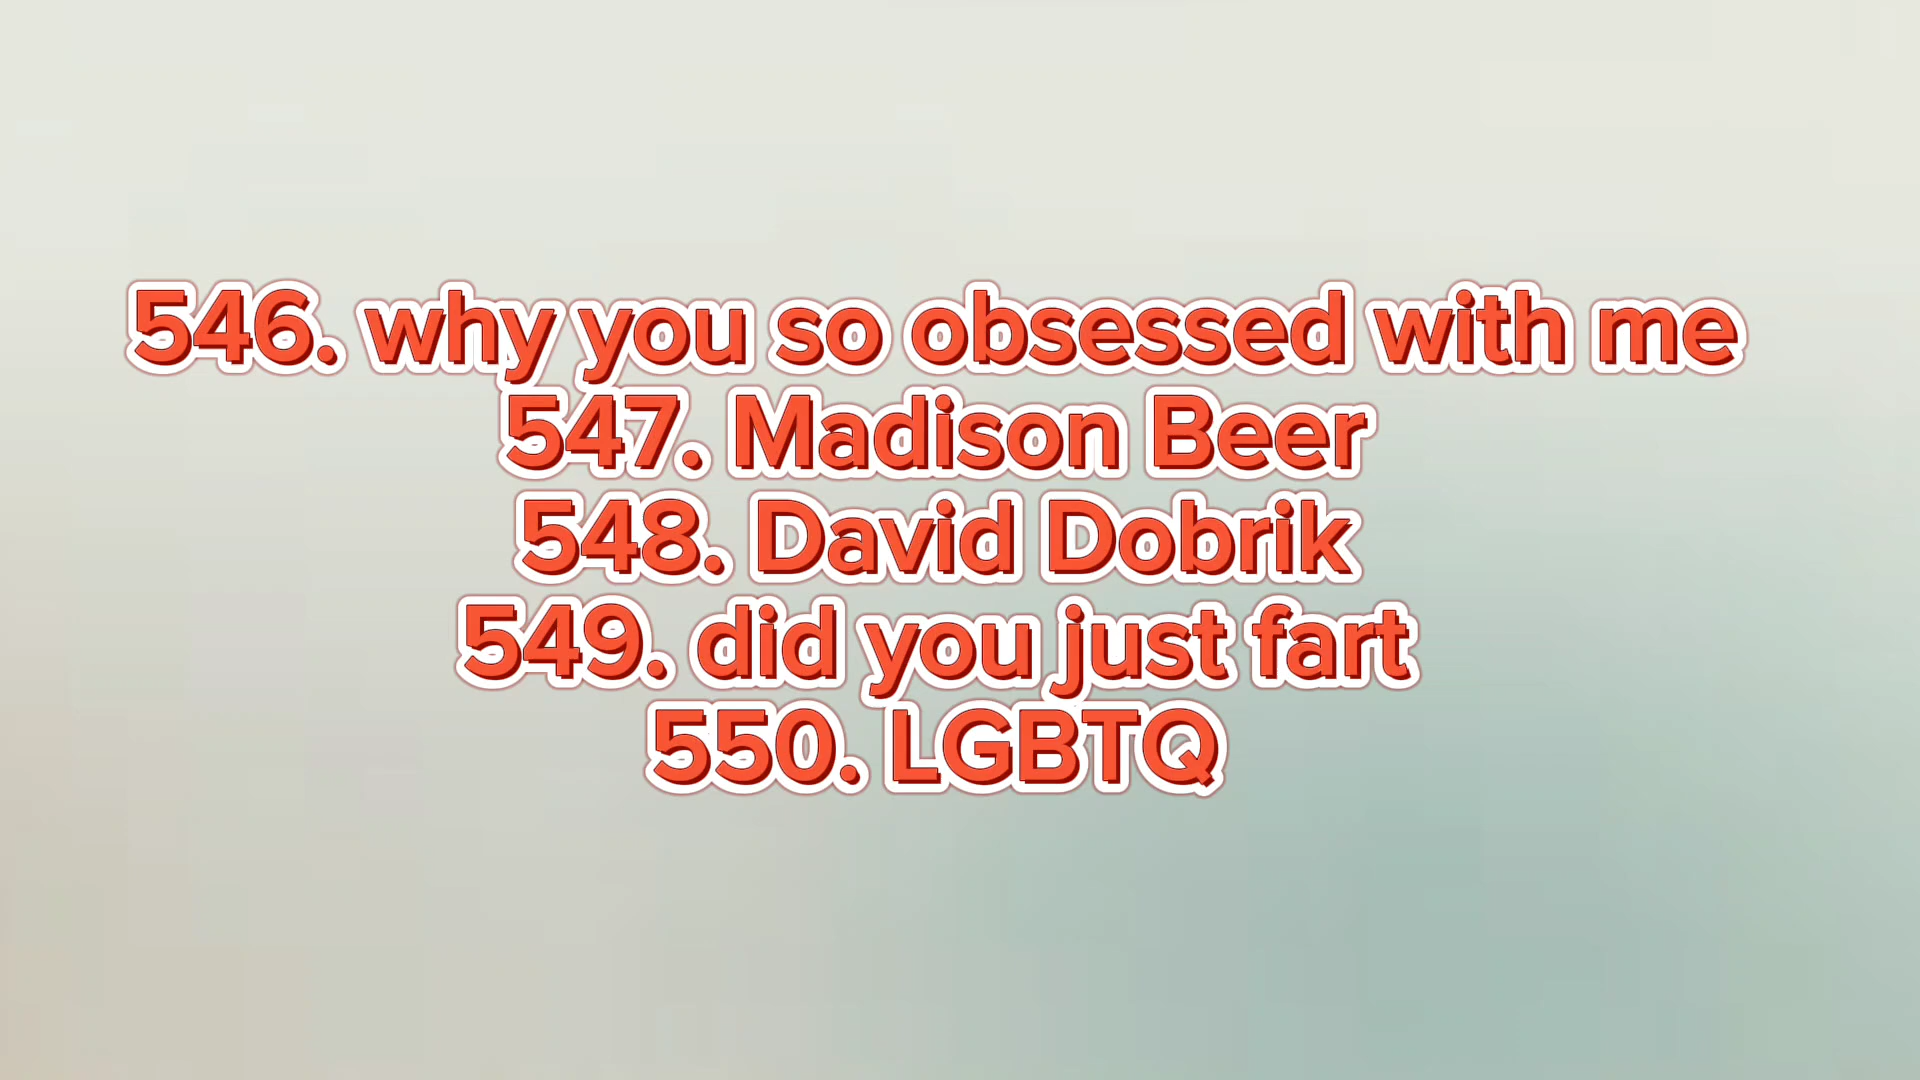 546. why you so obsessed with me
547. Madison Beer
548. David Dobrik
549. did you just fart
550. LGBTQ